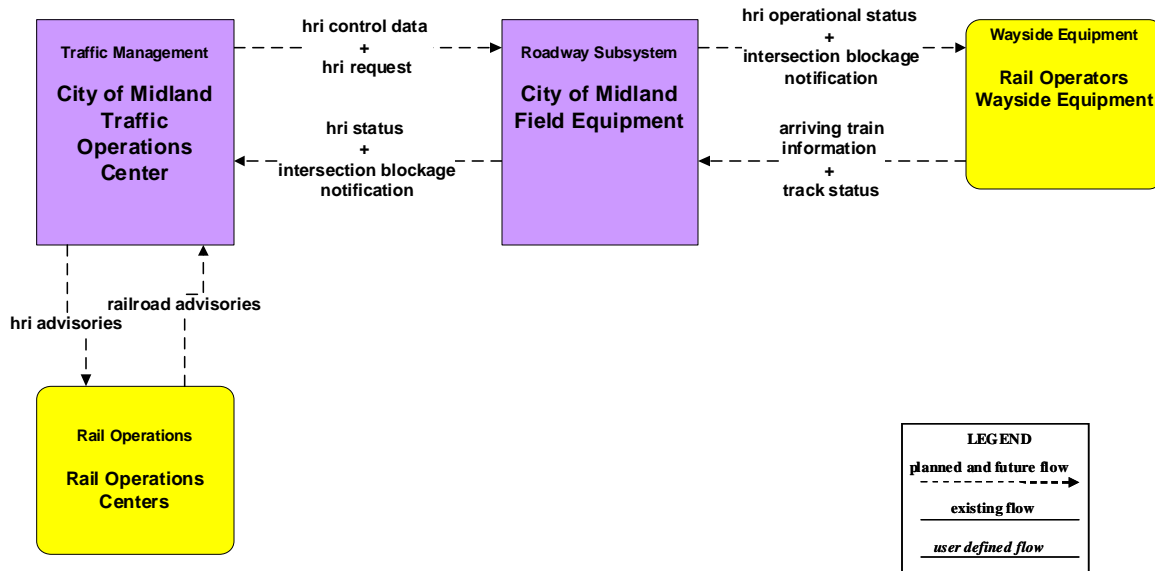 Traffic Management
City of Midland
Traffic
Operations
Center
hri control data
+
hri request
hri status
+
intersection blockage
notification
Roadway Subsystem
City of Midland
Field Equipment
hri operational status
+
intersection blockage
notification
arriving train
information
+
track status
Wayside Equipment
Rail Operators
Wayside Equipment
railroad advisories
hri advisories
Rail Operations
Rail Operations
Centers
LEGEND
planned and future flow
existing flow
user defined flow